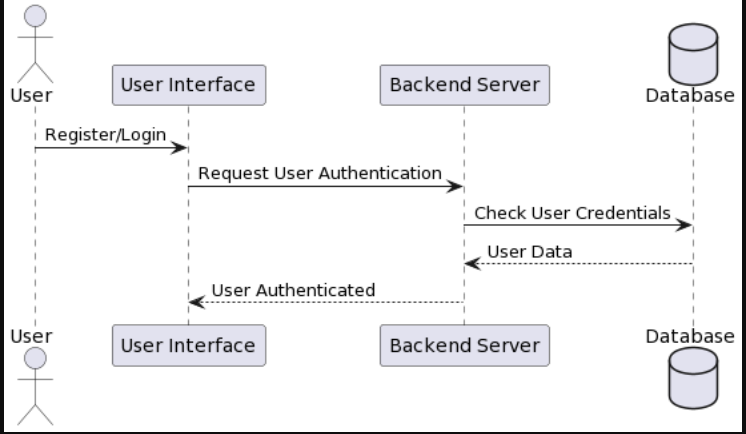 User
User Interface
Backend Server
Database
Register/Login
Request User Authentication
Check User Credentials
User Data
User Authenticated
User
User Interface
Backend Server
Database